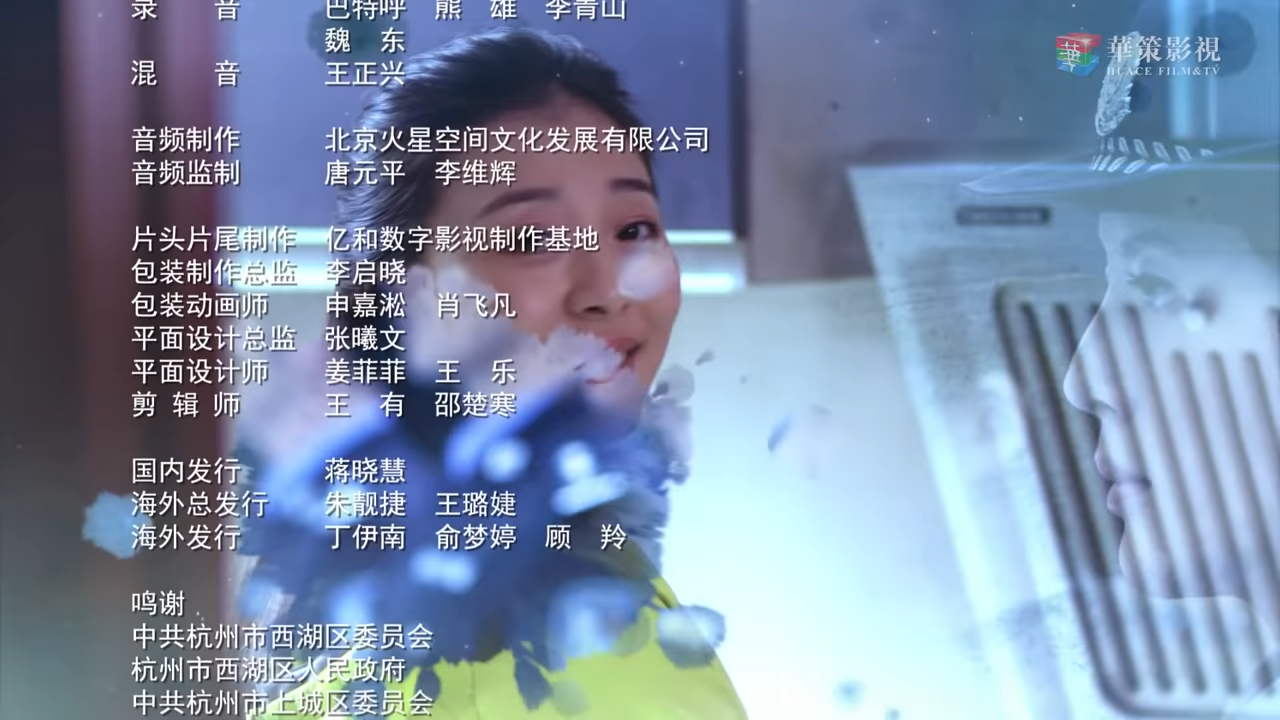 录 音 巴特呼 熊 雄 李青山
魏 东
混 音 王正兴
華策影視
HUACE FILM&TV
音频制作 北京火星空间文化发展有限公司
音频监制 唐元平 李维辉
片头片尾制作 亿和数字影视制作基地
包装制作总监 李启晓
包装动画师 申嘉淞 肖飞凡
平面设计总监 张曦文
平面设计师 姜菲菲 王 乐
剪 辑 师 王 有 邵楚寒
国内发行 蒋晓慧
海外总发行 朱靓捷 王璐婕
海外发行 丁伊南 俞梦婷 顾 羚
鸣谢
中共杭州市西湖区委员会
杭州市西湖区人民政府
中共杭州市上城区委员会